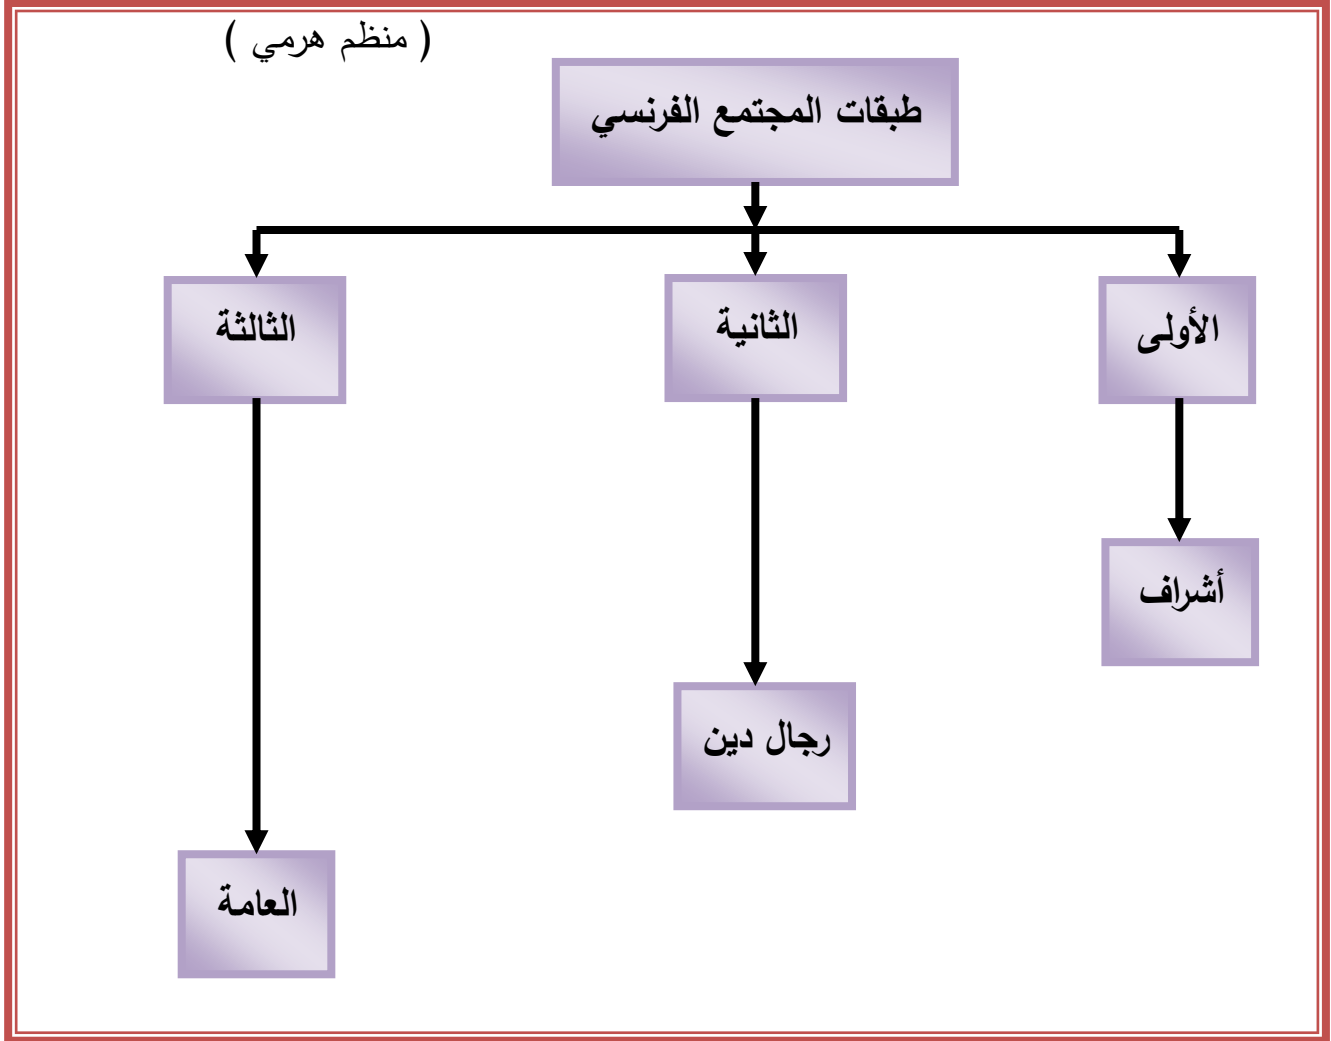 ( منظم هرمي )
طبقات المجتمع الفرنسي
الأولى
الثانية
الثالثة
أشراف
رجال دين
العامة